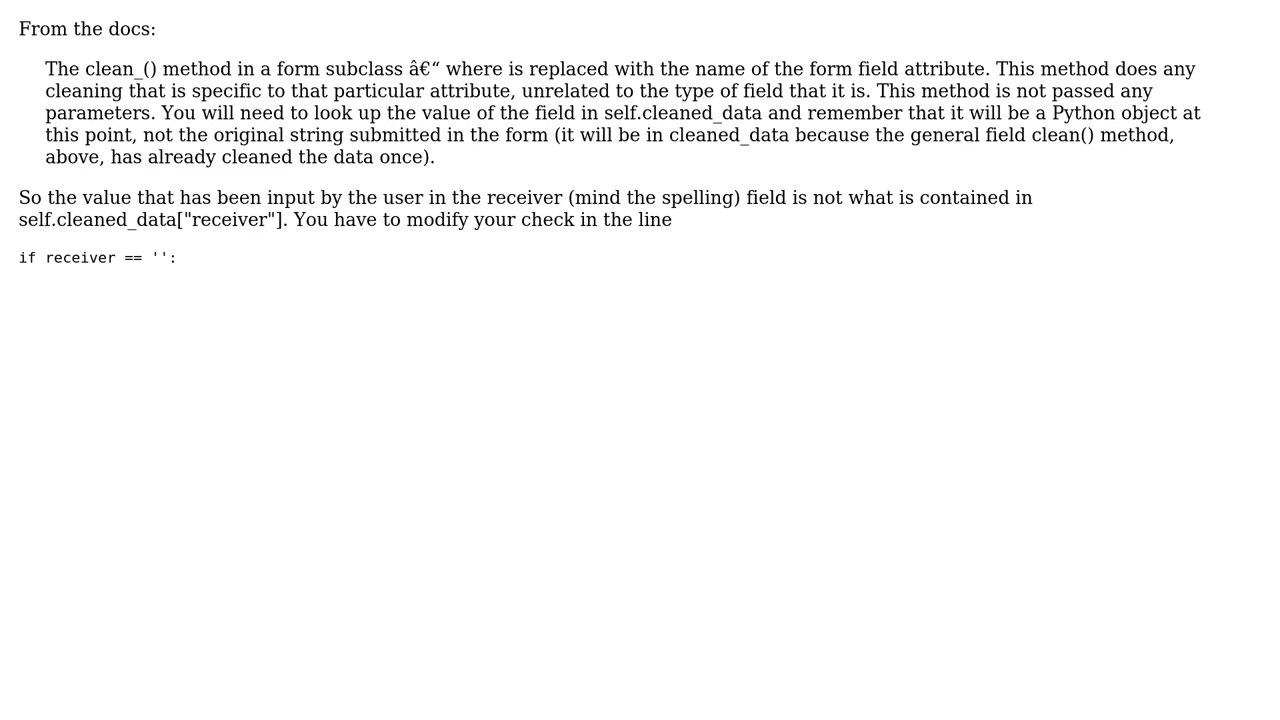 From the docs:
The clean_() method in a form subclass â€“ where is replaced with the name of the form field attribute. This method does any
cleaning that is specific to that particular attribute, unrelated to the type of field that it is. This method is not passed any
parameters. You will need to look up the value of the field in self.cleaned_data and remember that it will be a Python object at
this point, not the original string submitted in the form (it will be in cleaned_data because the general field clean() method,
above, has already cleaned the data once).
So the value that has been input by the user in the receiver (mind the spelling) field is not what is contained in
self.cleaned_data["receiver"]. You have to modify your check in the line
if receiver == '':